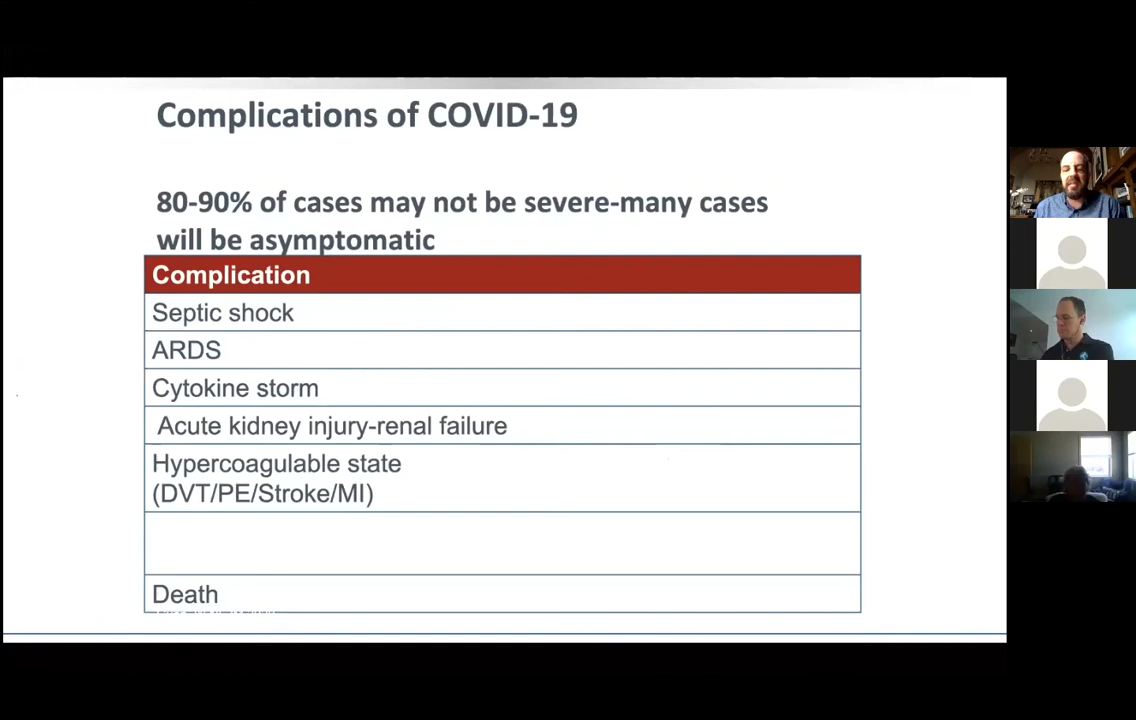 Complications of COVID-19
80-90% of cases may not be severe-many cases
will be asymptomatic
Complication
Septic shock
ARDS
Cytokine storm
Acute kidney injury-renal failure
Hypercoagulable state
(DVT/PE/Stroke/MI)
Death